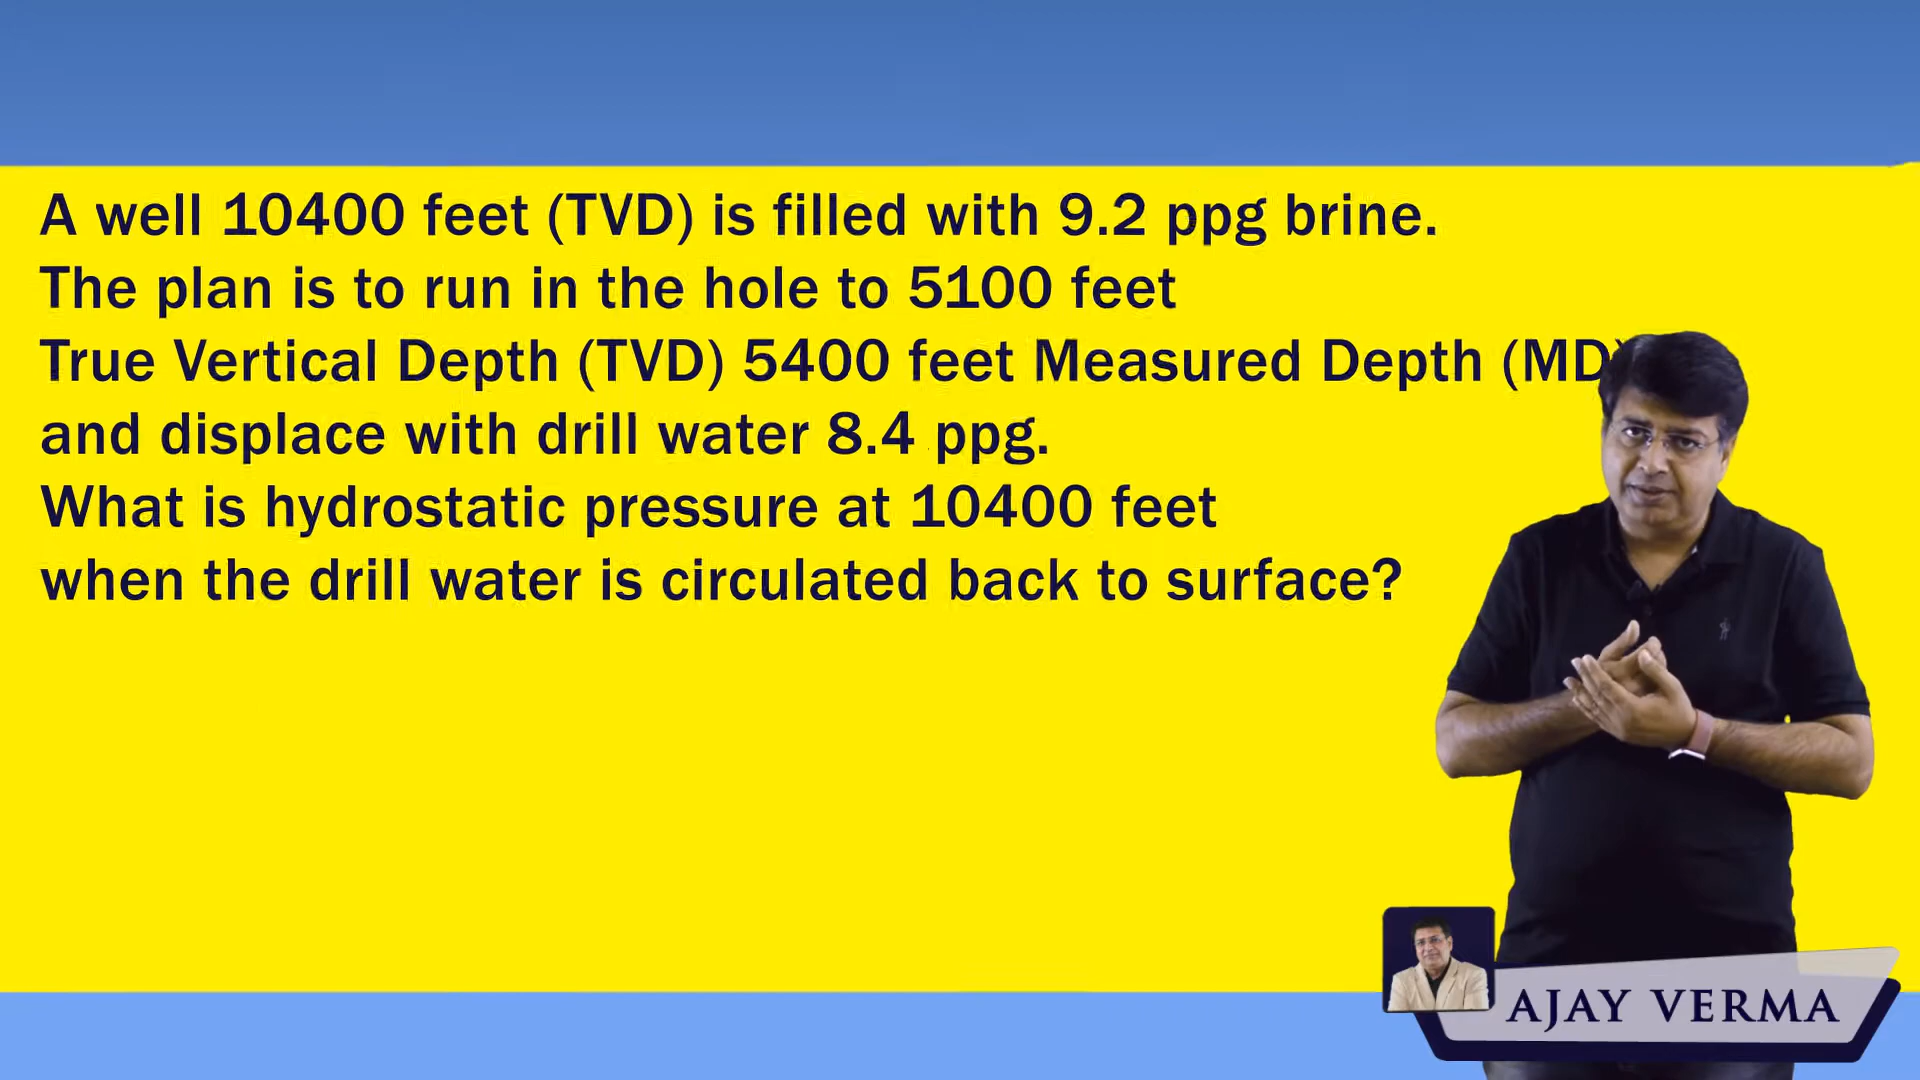 A well 10400 feet (TVD) is filled with 9.2 ppg brine.
The plan is to run in the hole to 5100 feet
True Vertical Depth (TVD) 5400 feet Measured Depth (MD)
and displace with drill water 8.4 ppg.
What is hydrostatic pressure at 10400 feet
when the drill water is circulated back to surface?
AJAY VERMA